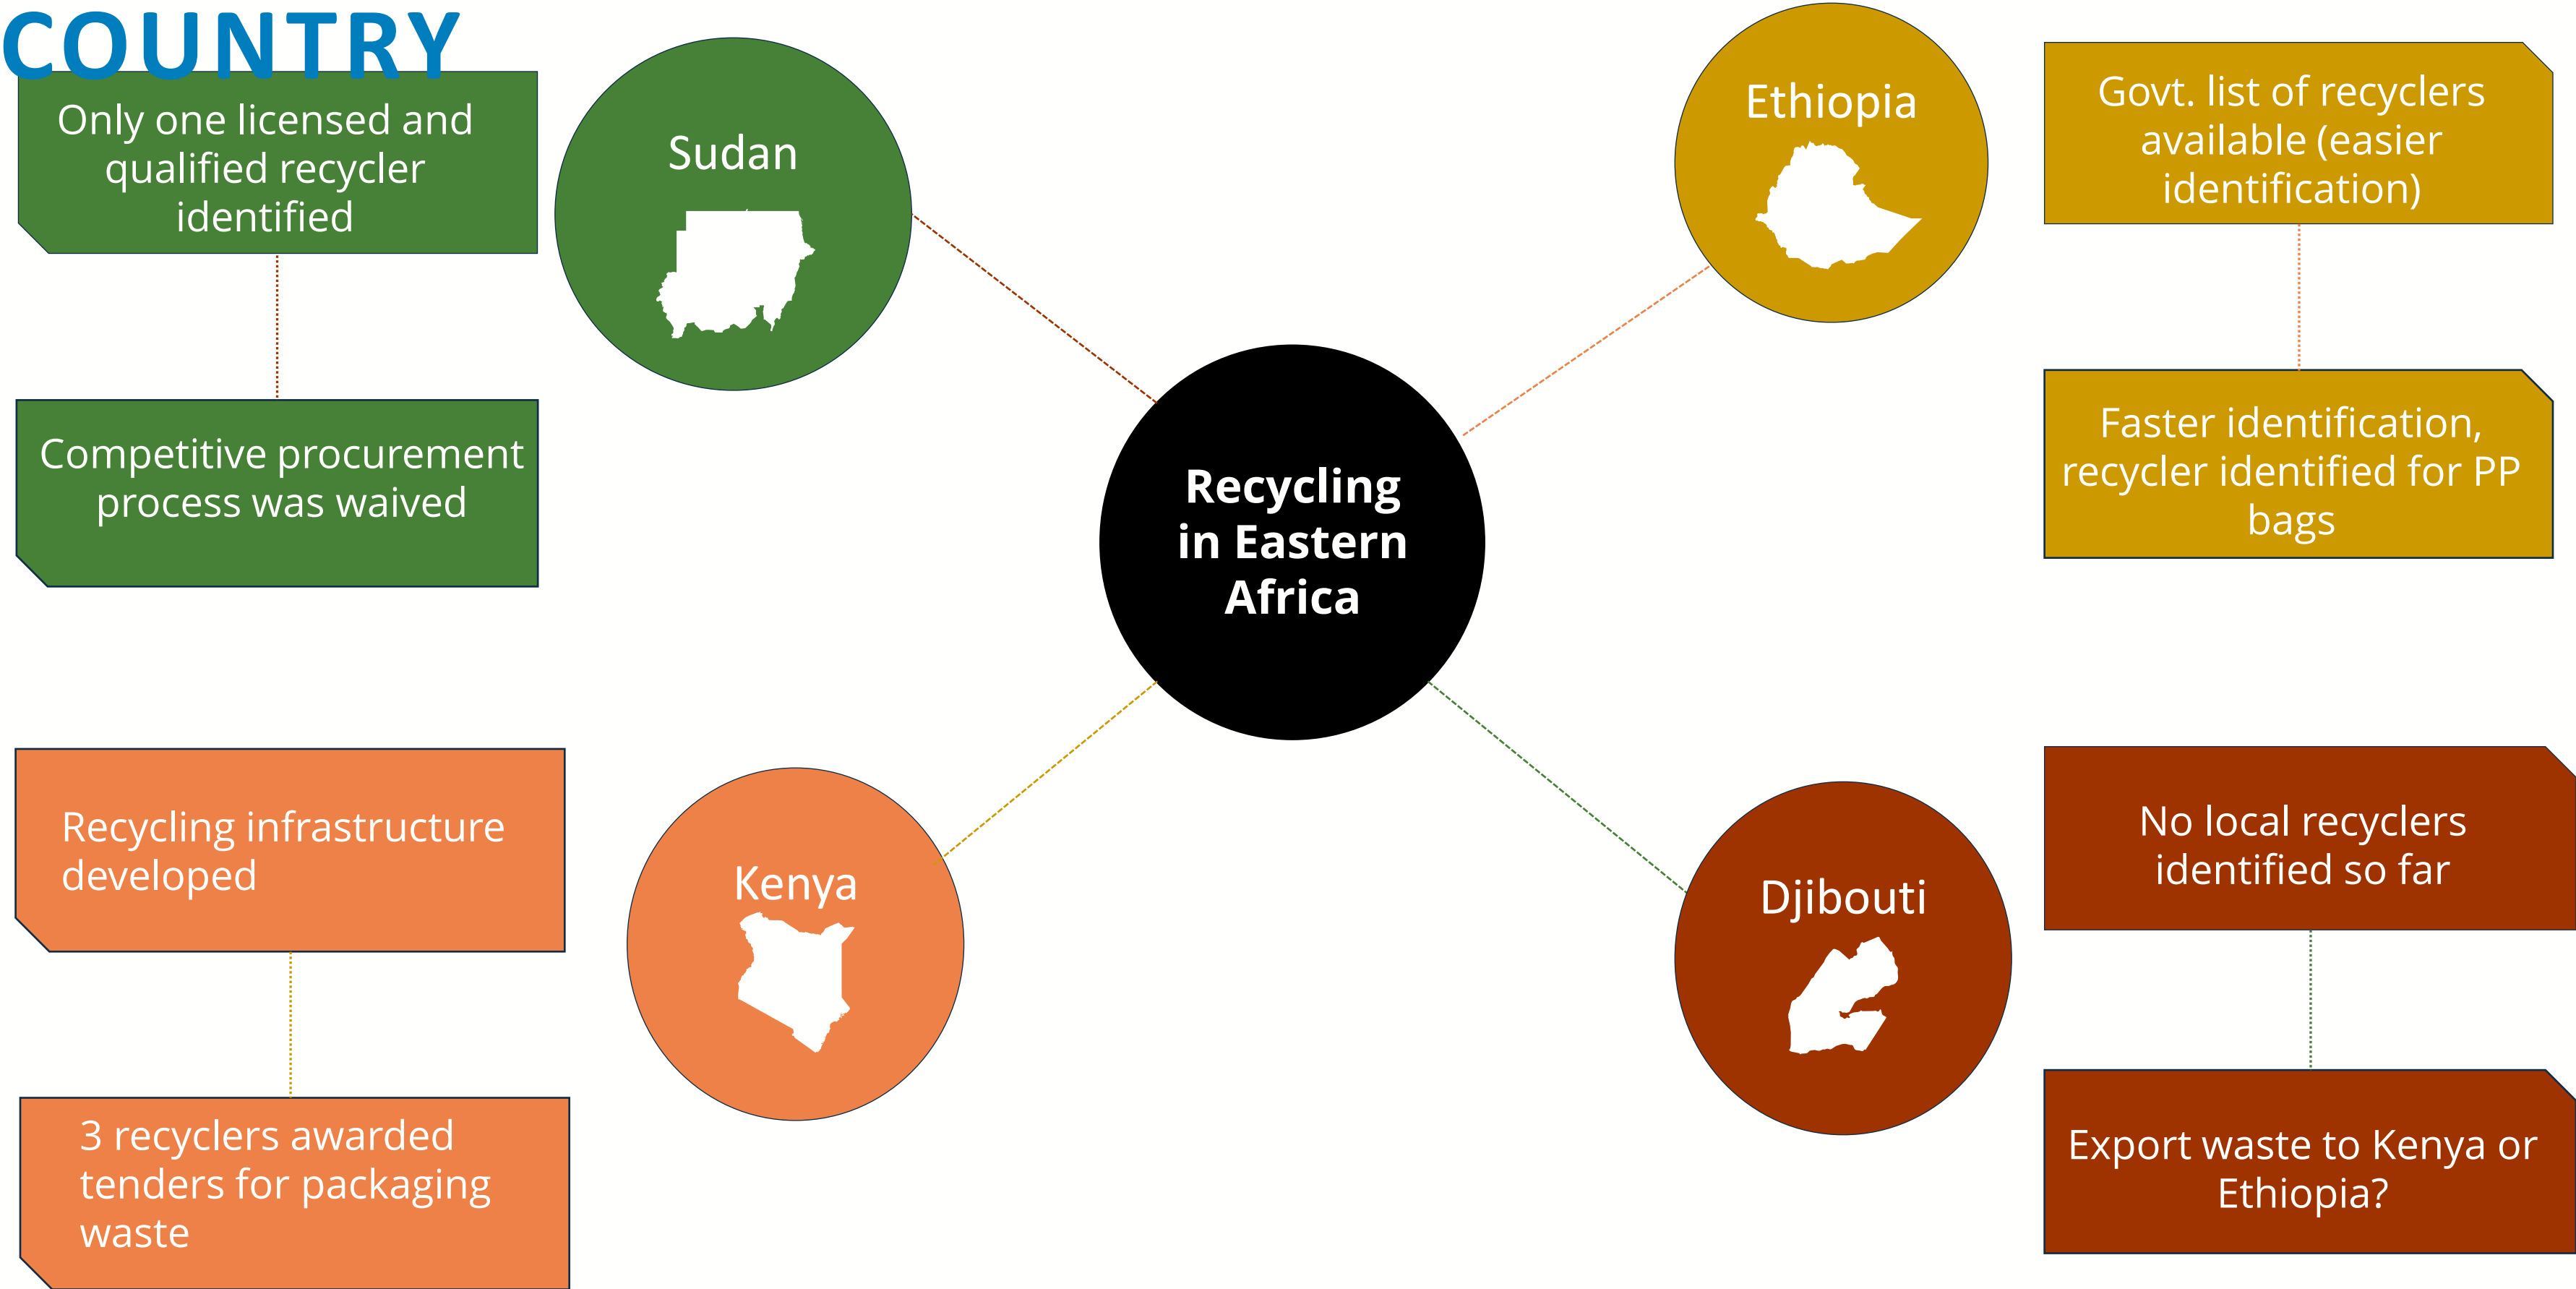 COUNTRY
Only one licensed and
qualified recycler
identified
Competitive procurement
process was waived
Sudan
Ethiopia
Govt. list of recyclers
available (easier
identification)
Faster identification,
recycler identified for PP
bags
Recycling
in Eastern
Africa
Recycling infrastructure
developed
3 recyclers awarded
tenders for packaging
waste
Kenya
Djibouti
No local recyclers
identified so far
Export waste to Kenya or
Ethiopia?